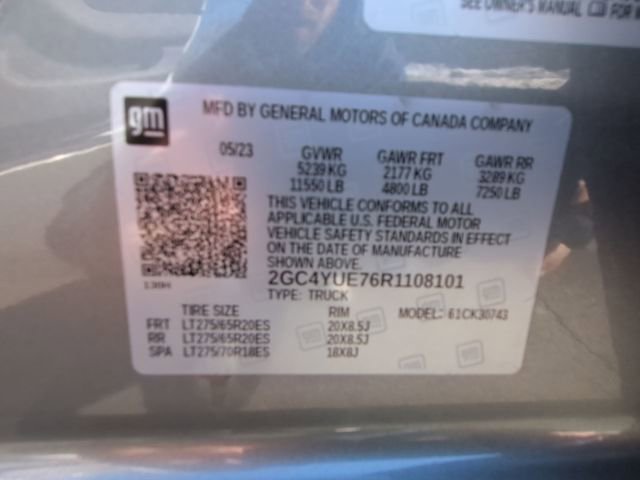 SEE OWNER'S MANUAL FOR
gm
MFD BY GENERAL MOTORS OF CANADA COMPANY
05/23 GVWR GAWR FRT GAWR RR
5239 KG 2177 KG 3289 KG
11550 LB 4800 LB 7250 LB
THIS VEHICLE CONFORMS TO ALL
APPLICABLE U.S. FEDERAL MOTOR
VEHICLE SAFETY STANDARDS IN EFFECT
ON THE DATE OF MANUFACTURE
SHOWN ABOVE.
2GC4YUE76R1108101
TYPE: TRUCK
TIRE SIZE RIM MODEL: 61CK30743
FRT LT275/65R20ES 20X8.5J
RR LT275/65R20ES 20X8.5J
SPA LT275/70R18ES 18X8J